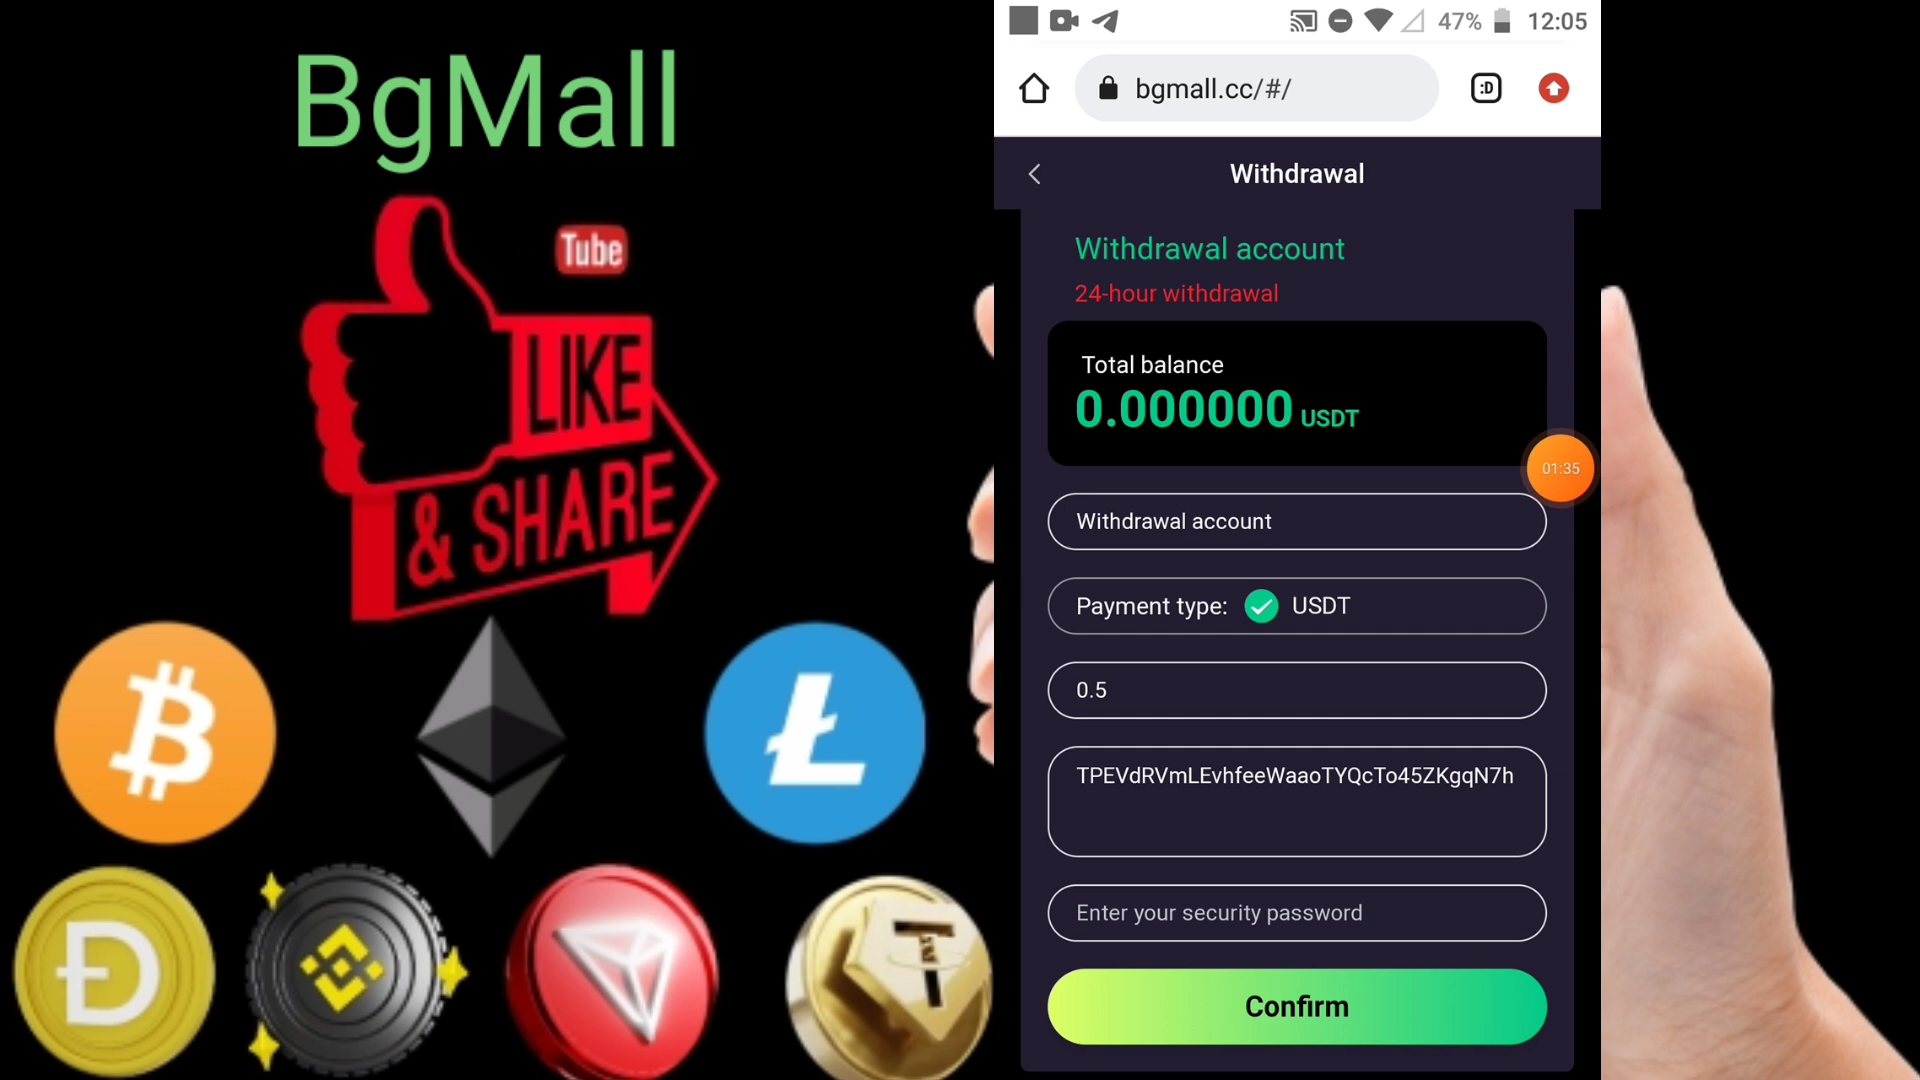 BgMall
Tube
LIKE
& SHARE
47% 12:05
bgmall.cc/#/
:D
Withdrawal
Withdrawal account
24-hour withdrawal
Total balance
0.000000 USDT
01:35
Withdrawal account
Payment type: USDT
0.5
TPEVdRVmLEvhfeeWaaoTYQcTo45ZKgqN7h
Enter your security password
Confirm